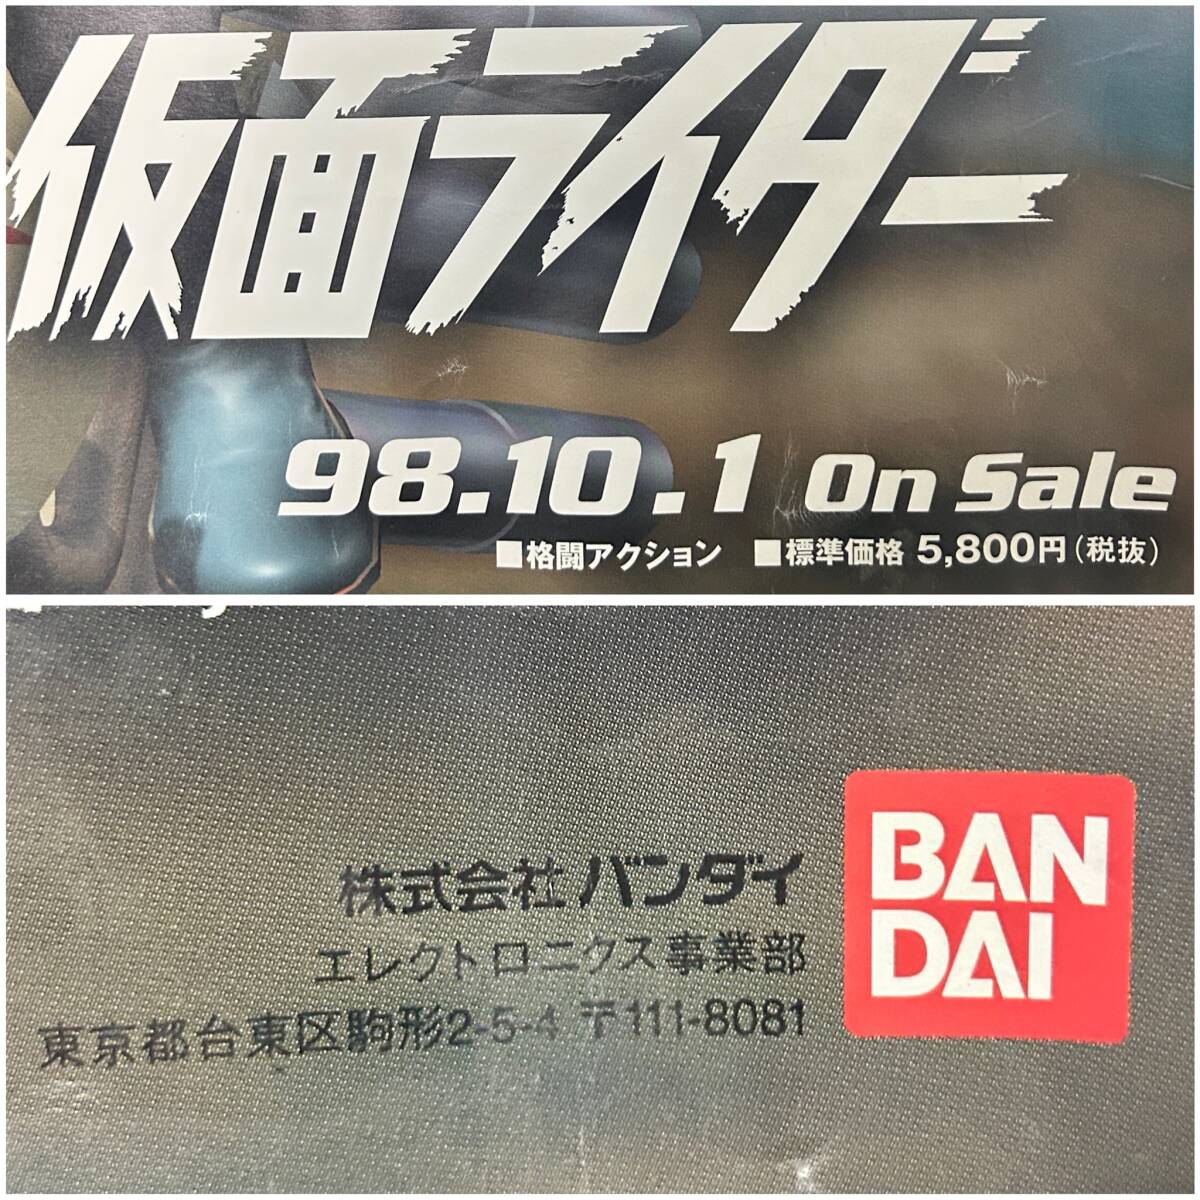 仮面ライダー
98.10.1 On Sale
■格闘アクション ■標準価格 5,800円(税抜)
株式会社バンダイ
エレクトロニクス事業部
東京都台東区駒形2-5-4 〒111-8081
BAN
DAI